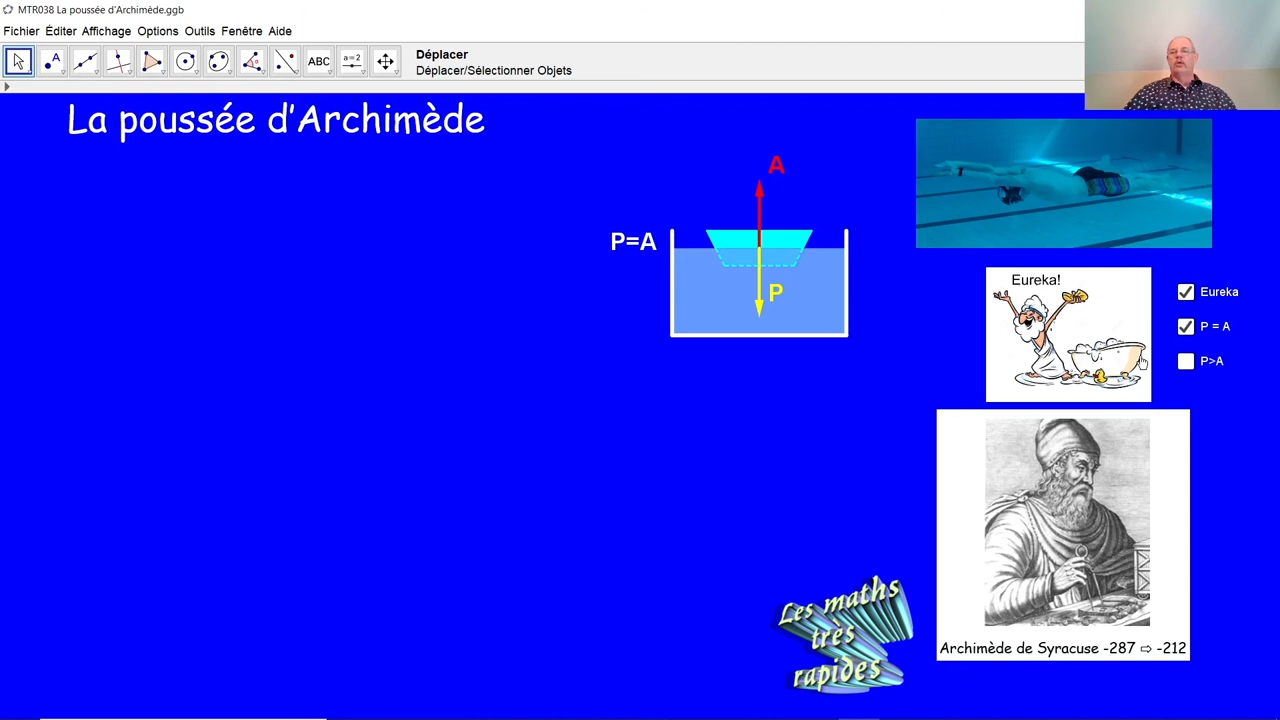 MTR038 La poussée d'Archimède.ggb
Fichier Éditer Affichage Options Outils Fenêtre Aide
A
ABC
a=2
Déplacer
Déplacer/Sélectionner Objets
La poussée d'Archimède
A
P=A
P
Eureka!
Eureka
P = A
P>A
Les maths
très
rapides
Archimède de Syracuse -287 ⇨ -212